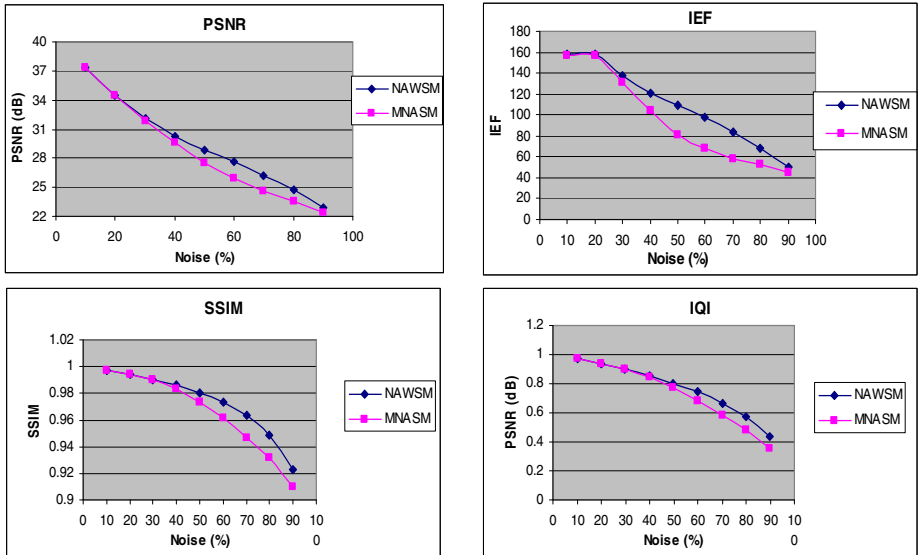 PSNR
40
37
34
31
28
25
22
PSNR (dB)
0 20 40 60 80 100
Noise (%)
NAWSM
MNASM
IEF
180
160
140
120
100
80
60
40
20
0
IEF
0 10 20 30 40 50 60 70 80 90 100
Noise (%)
NAWSM
MNASM
SSIM
1.02
1
0.98
0.96
0.94
0.92
0.9
SSIM
0 10 20 30 40 50 60 70 80 90 10
0
Noise (%)
NAWSM
MNASM
IQI
1.2
1
0.8
0.6
0.4
0.2
0
PSNR (dB)
0 10 20 30 40 50 60 70 80 90 10
0
Noise (%)
NAWSM
MNASM